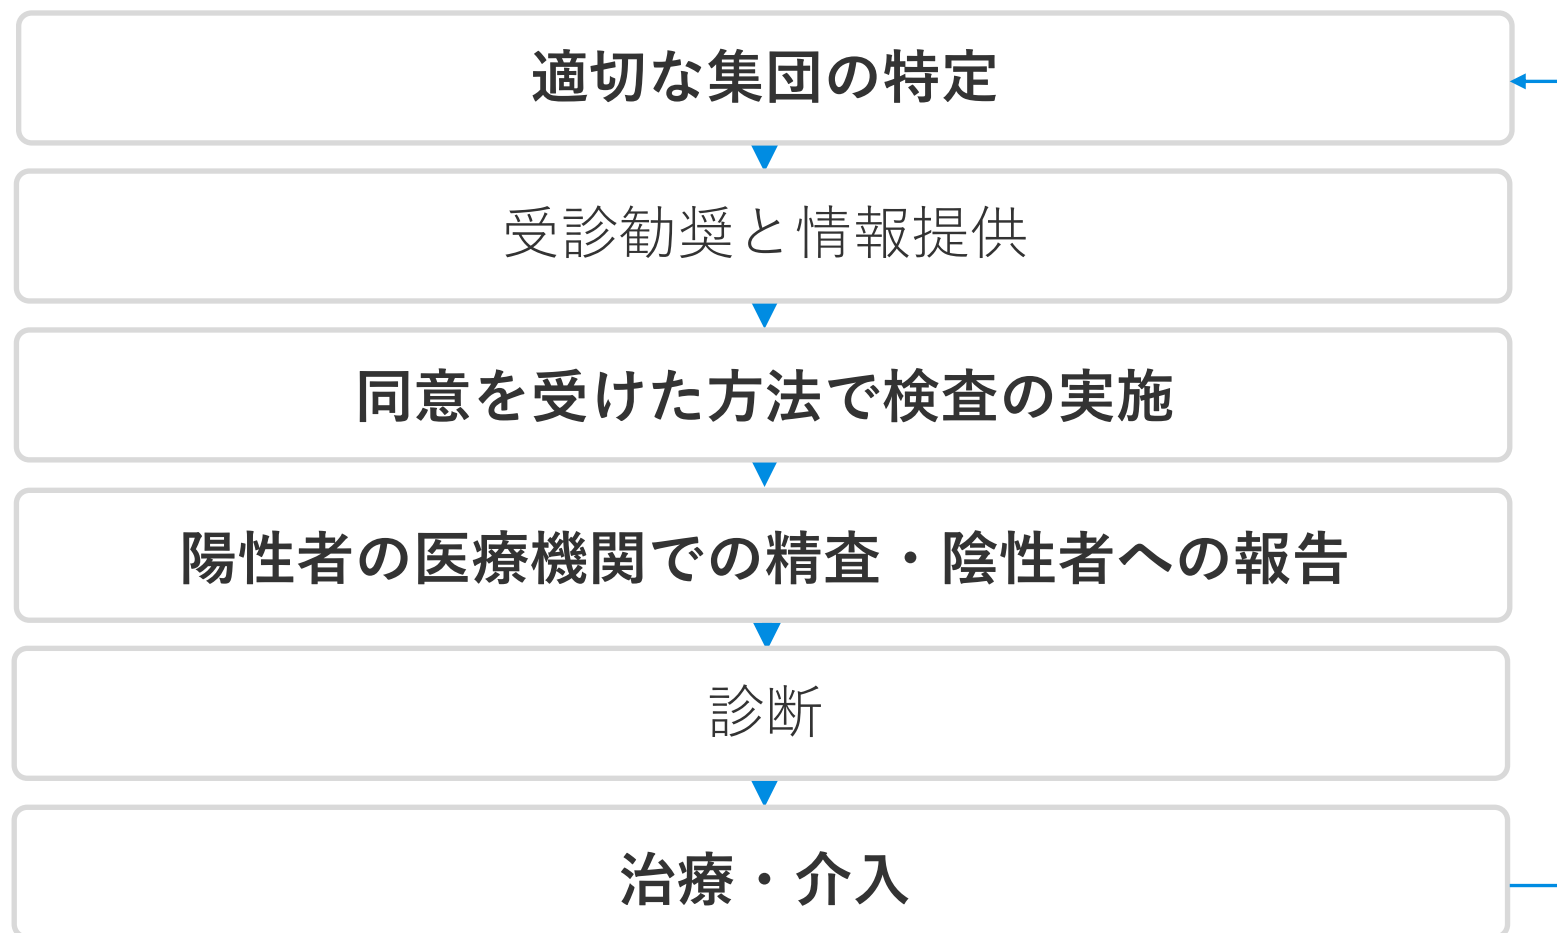 適切な集団の特定
受診勧奨と情報提供
同意を受けた方法で検査の実施
陽性者の医療機関での精査・陰性者への報告
診断
治療・介入